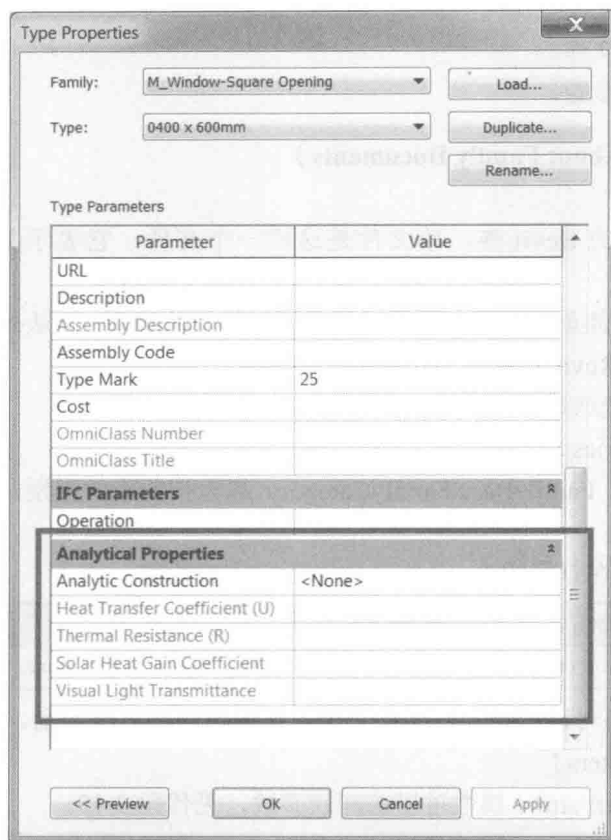 Type Properties
Family: M_Window-Square Opening Load...
Type: 0400 x 600mm Duplicate...
Rename...
Type Parameters
Parameter Value
URL
Description
Assembly Description
Assembly Code
Type Mark 25
Cost
OmniClass Number
OmniClass Title
IFC Parameters
Operation
Analytical Properties
Analytic Construction <None>
Heat Transfer Coefficient (U)
Thermal Resistance (R)
Solar Heat Gain Coefficient
Visual Light Transmittance
<< Preview OK Cancel Apply